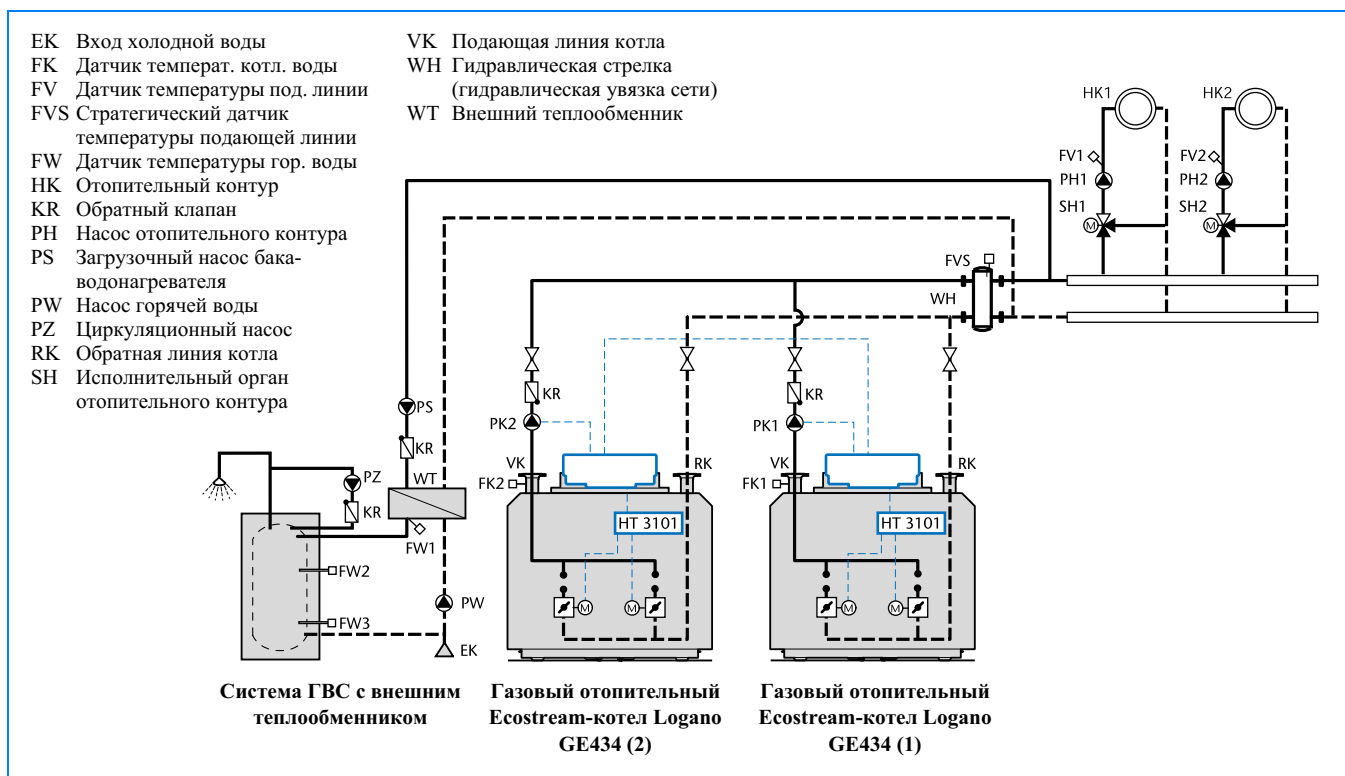 EK Вход холодной воды
FK Датчик температ. котл. воды
FV Датчик температуры под. линии
FVS Стратегический датчик
температуры подающей линии
FW Датчик температуры гор. воды
HK Отопительный контур
KR Обратный клапан
PH Насос отопительного контура
PS Загрузочный насос бака-
водонагревателя
PW Насос горячей воды
PZ Циркуляционный насос
RK Обратная линия котла
SH Исполнительный орган
отопительного контура
VK Подающая линия котла
WH Гидравлическая стрелка
(гидравлическая увязка сети)
WT Внешний теплообменник
HK1
HK2
FV1
FV2
PH1
PH2
SH1
SH2
M
M
FVS
WH
KR
KR
PS
PK2
PK1
KR
PZ
WT
VK
RK
VK
RK
FK2
FK1
KR
HT 3101
HT 3101
FW1
FW2
PW
M
M
M
M
FW3
EK
Система ГВС с внешним
теплообменником
Газовый отопительный
Ecostream-котел Logano
GE434 (2)
Газовый отопительный
Ecostream-котел Logano
GE434 (1)